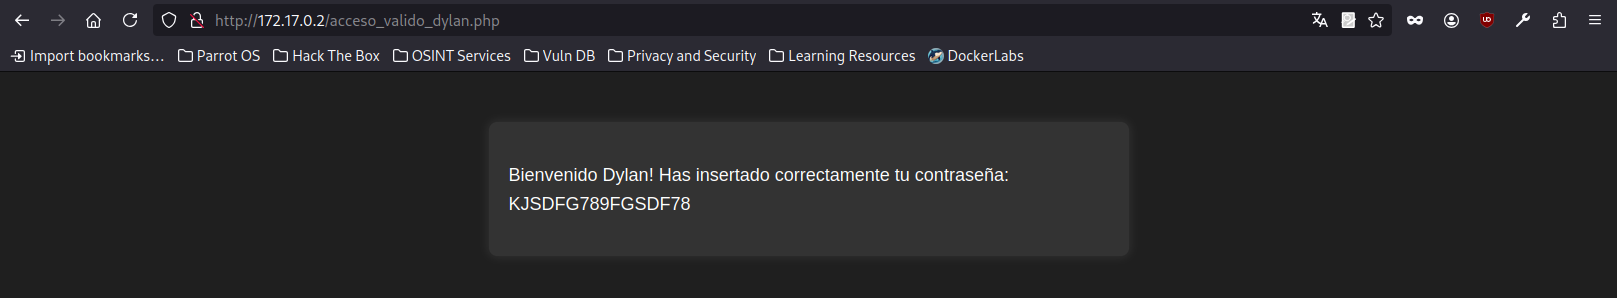 http://172.17.0.2/acceso_valido_dylan.php
Import bookmarks... Parrot OS Hack The Box OSINT Services Vuln DB Privacy and Security Learning Resources DockerLabs
Bienvenido Dylan! Has insertado correctamente tu contraseña:
KJSDFG789FGSDF78